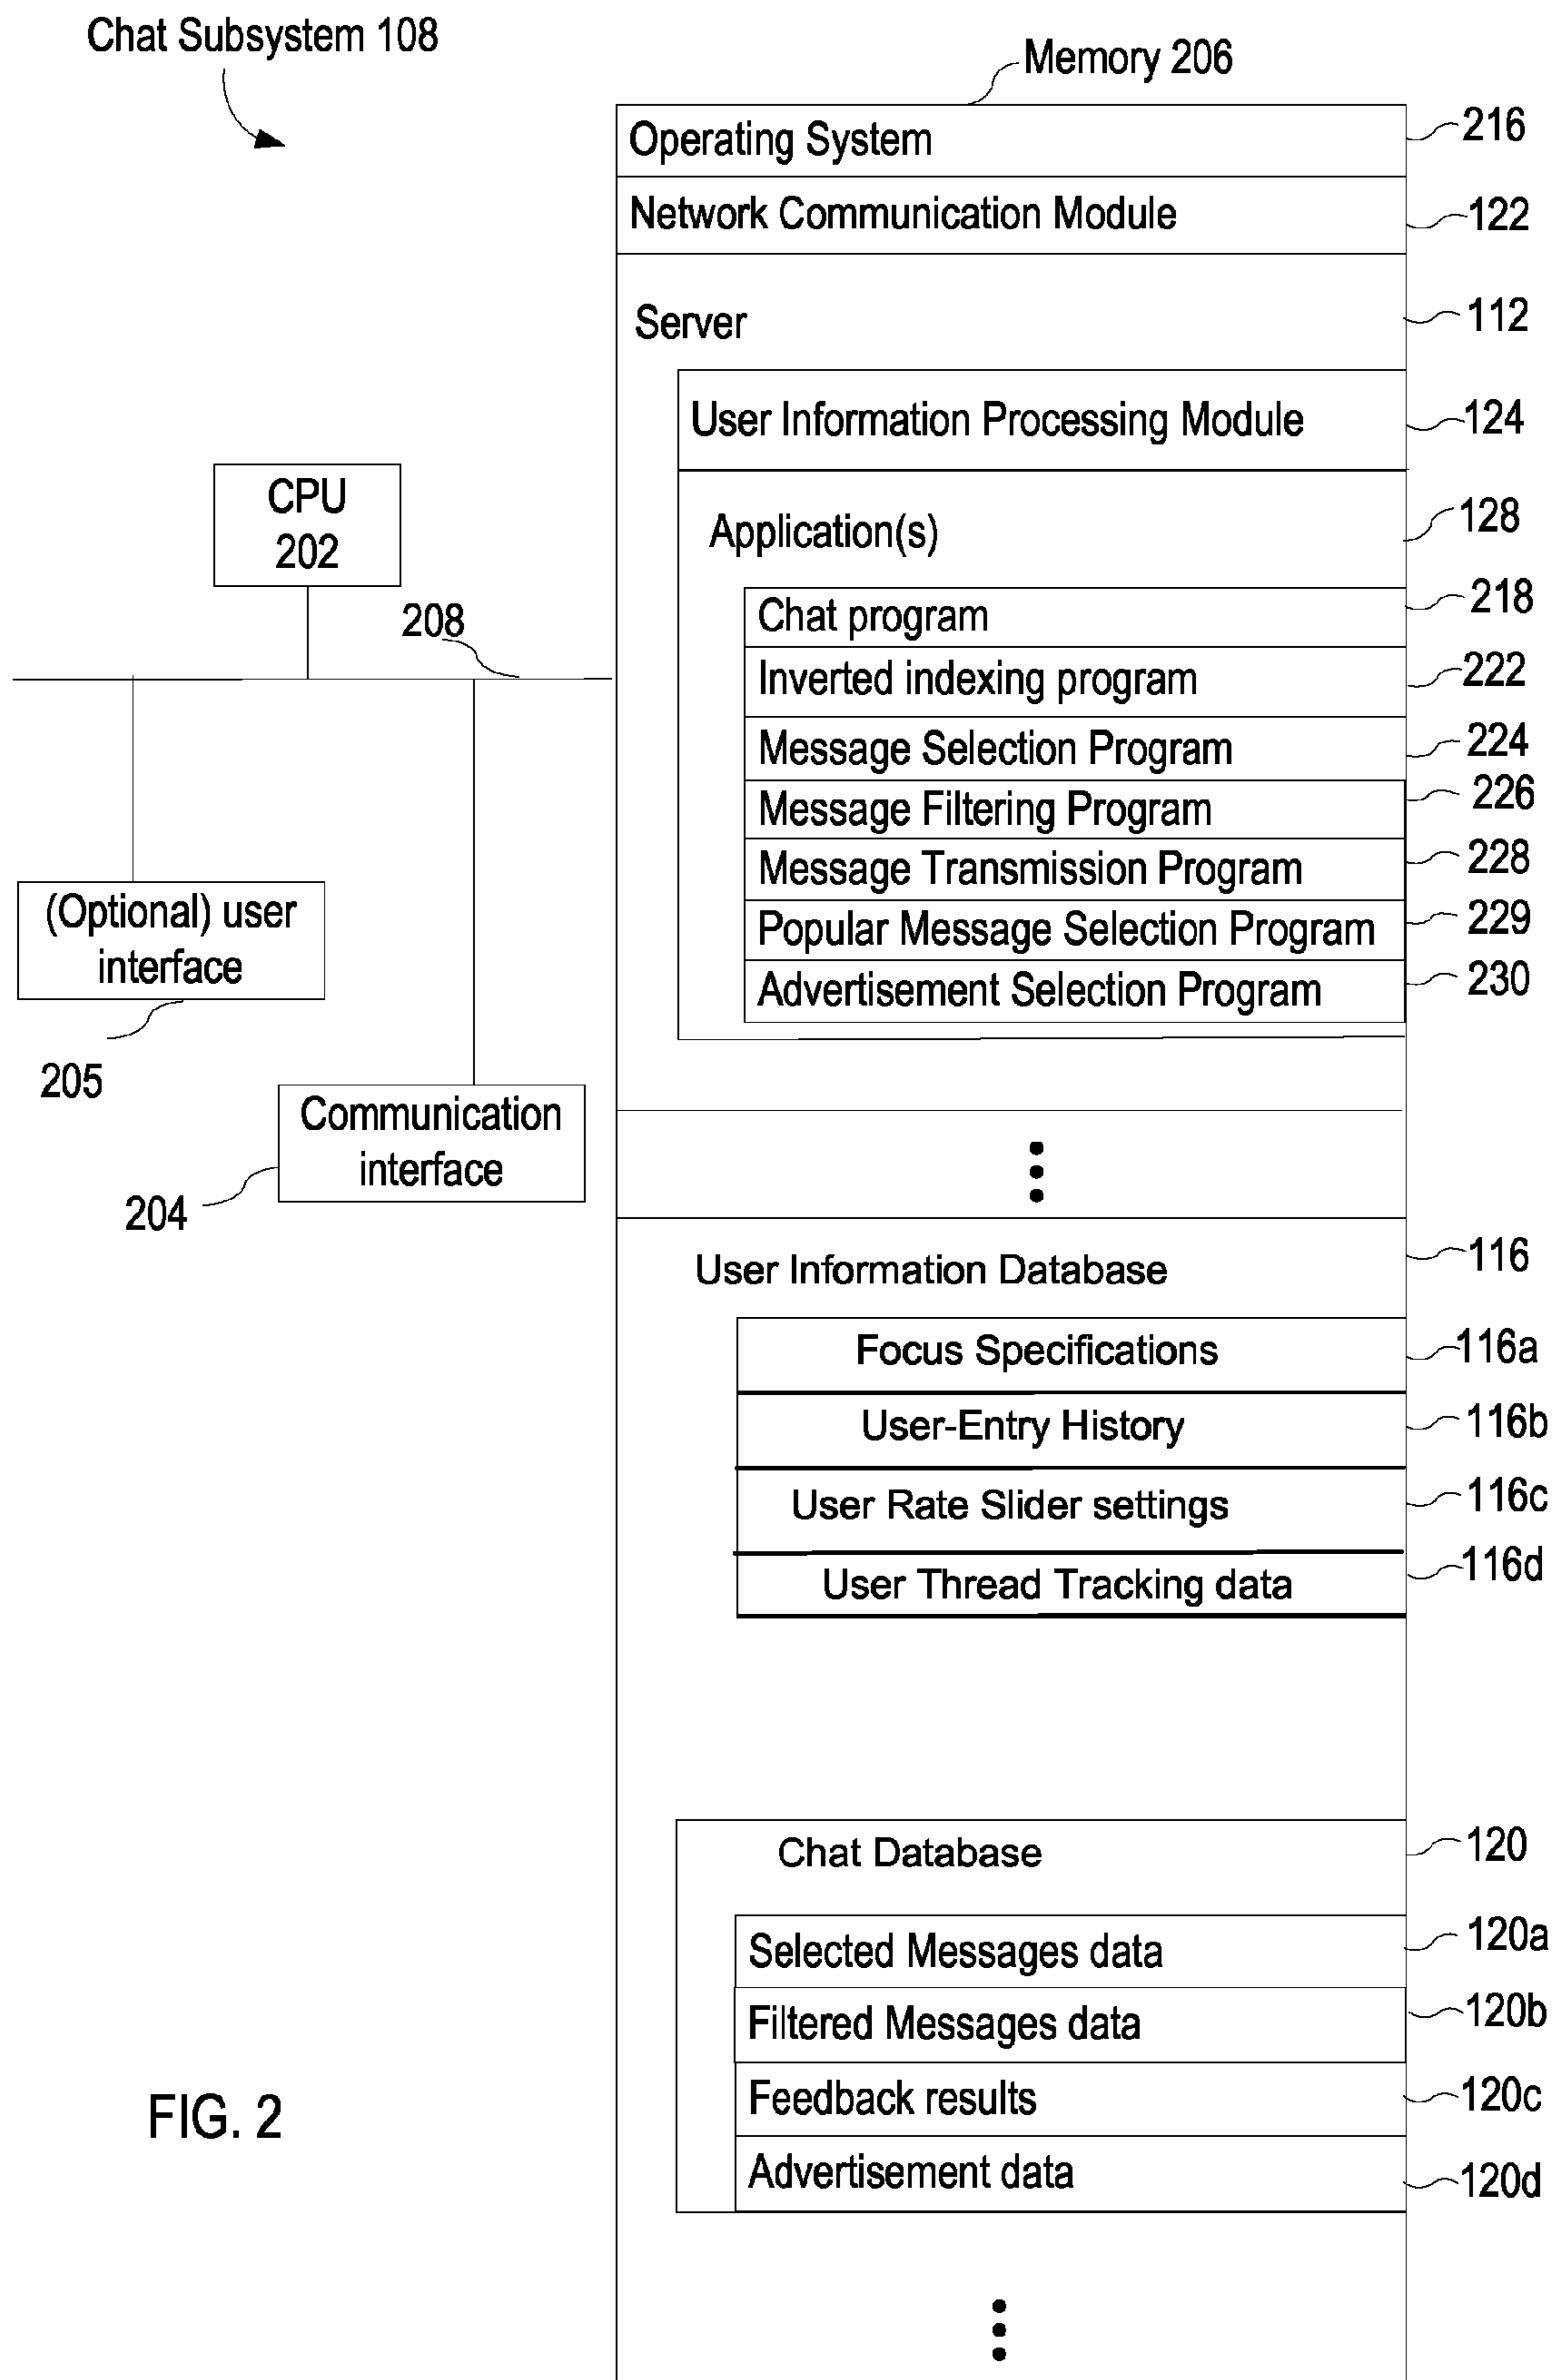 Chat Subsystem 108
Memory 206
Operating System
216
Network Communication Module
122
Server
112
User Information Processing Module
124
Application(s)
128
Chat program
218
Inverted indexing program
222
Message Selection Program
224
Message Filtering Program
226
Message Transmission Program
228
Popular Message Selection Program
229
Advertisement Selection Program
230
CPU
202
208
(Optional) user
interface
205
Communication
interface
204
User Information Database
116
Focus Specifications
116a
User-Entry History
116b
User Rate Slider settings
116c
User Thread Tracking data
116d
Chat Database
120
Selected Messages data
120a
Filtered Messages data
120b
Feedback results
120c
Advertisement data
120d
FIG. 2